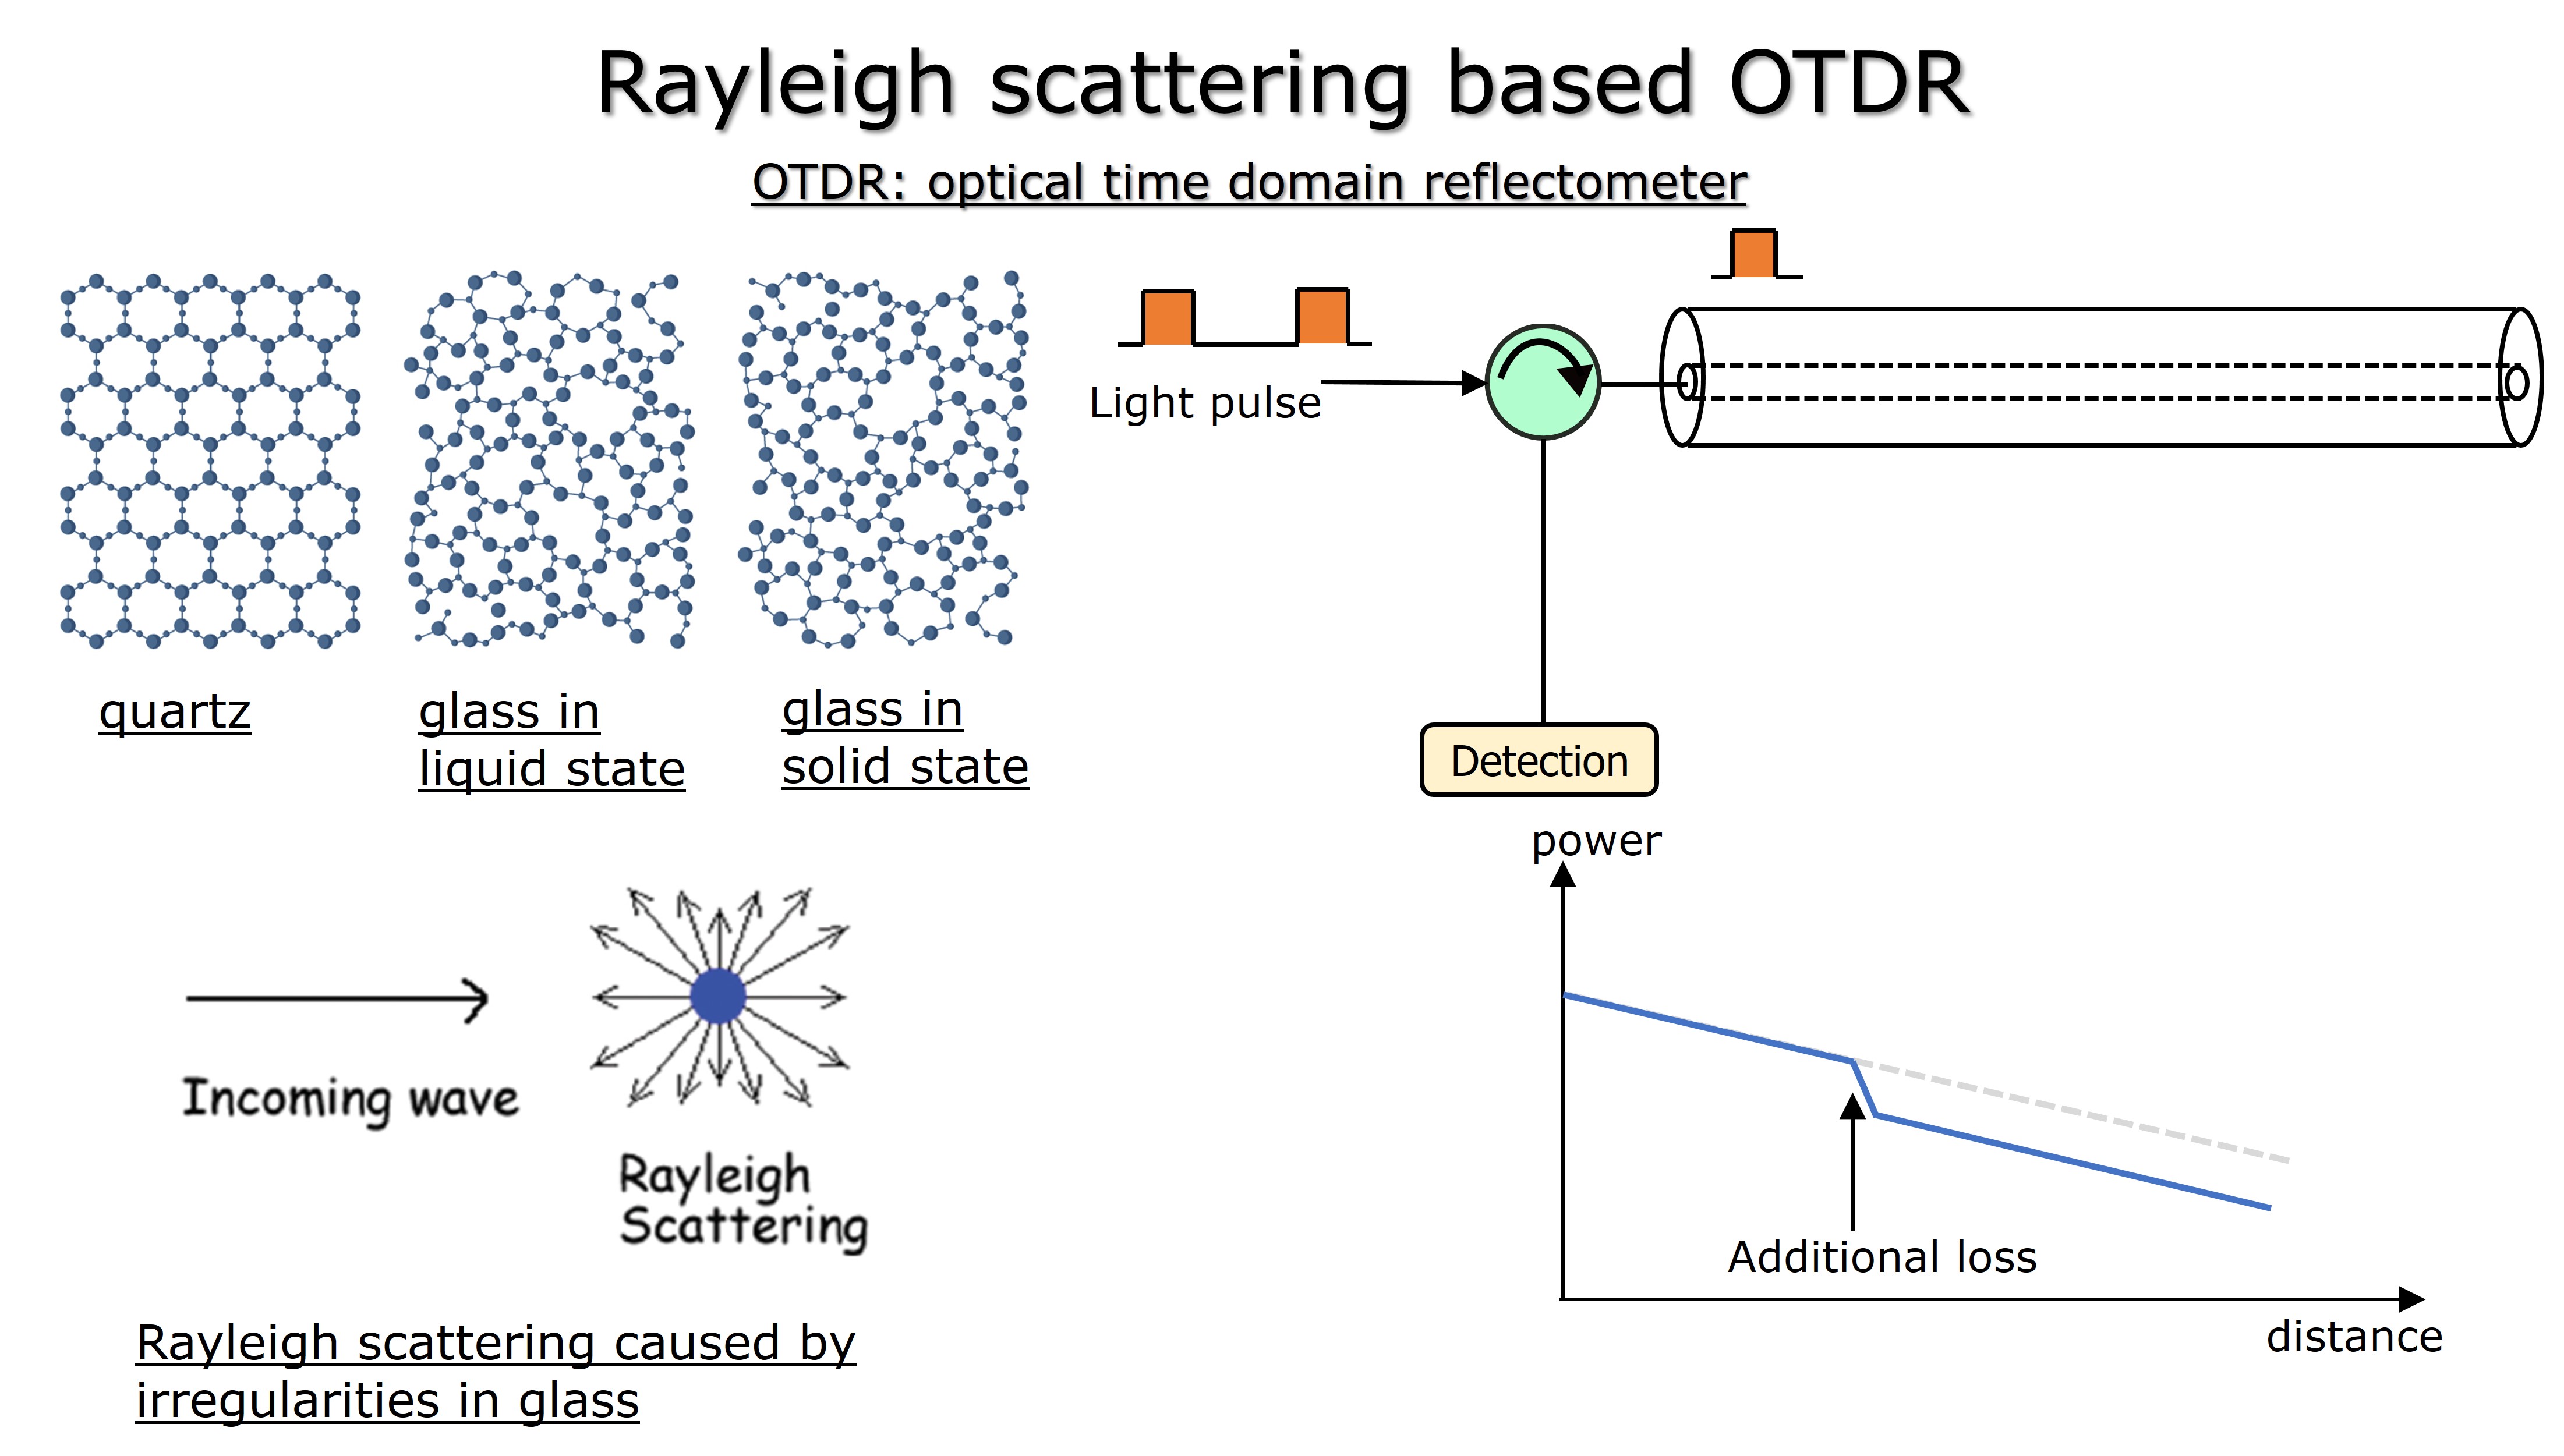 Rayleigh scattering based OTDR
OTDR: optical time domain reflectometer
quartz
glass in
liquid state
glass in
solid state
Light pulse
Detection
Incoming wave
Rayleigh
Scattering
Rayleigh scattering caused by
irregularities in glass
power
Additional loss
distance